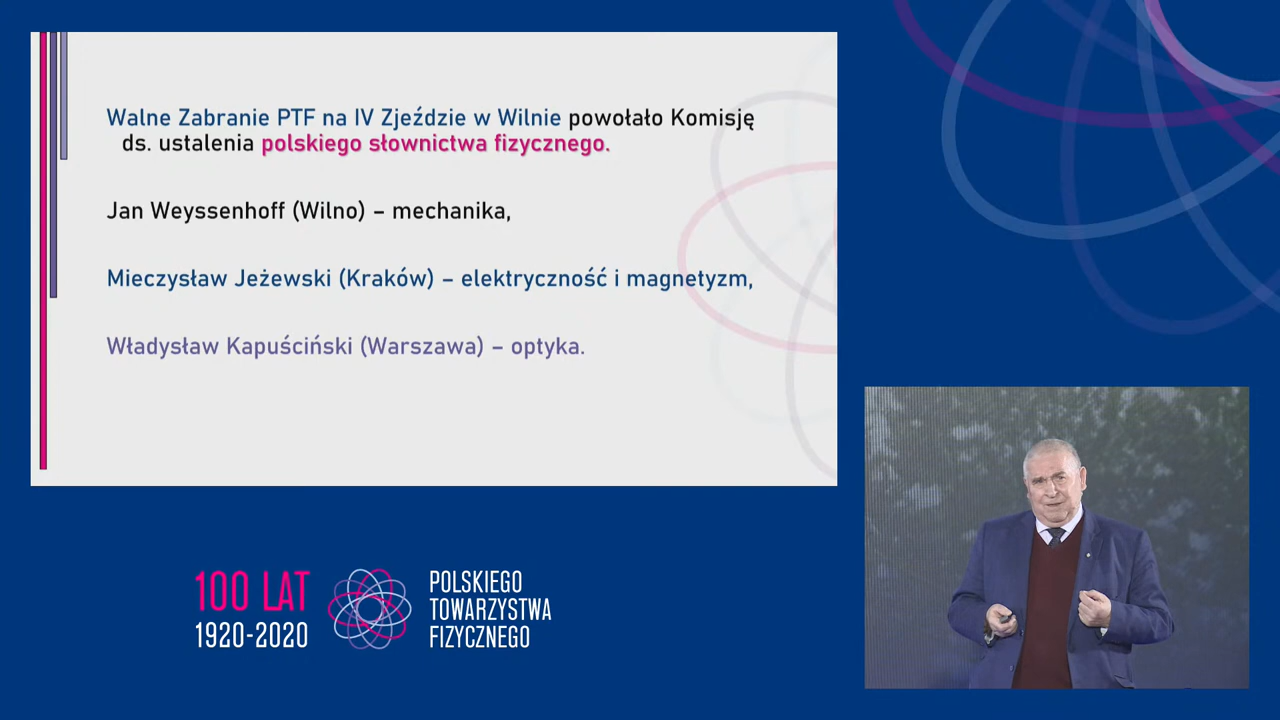 Walne Zabranie PTF na IV Zjeździe w Wilnie powołało Komisję
ds. ustalenia polskiego słownictwa fizycznego.
Jan Weyssenhoff (Wilno) – mechanika,
Mieczysław Jeżewski (Kraków) – elektryczność i magnetyzm,
Władysław Kapuściński (Warszawa) – optyka.
100 LAT
1920-2020
POLSKIEGO
TOWARZYSTWA
FIZYCZNEGO